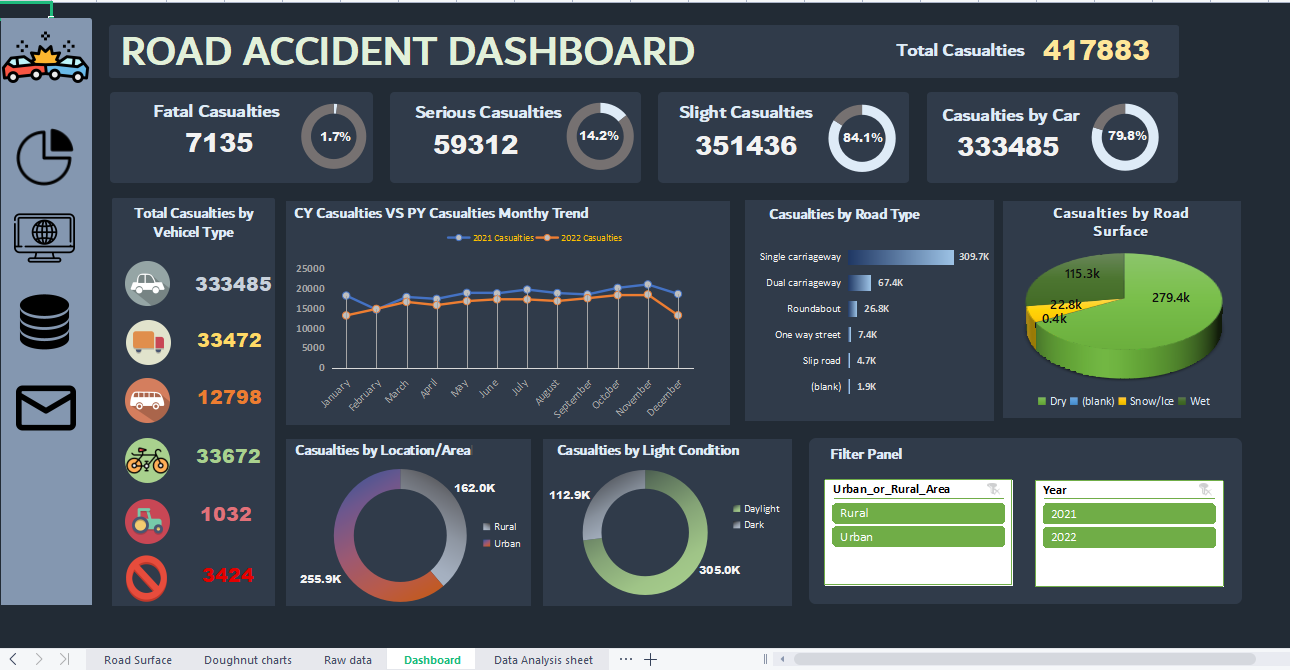 ROAD ACCIDENT DASHBOARD
Total Casualties 417883
Fatal Casualties
7135
1.7%
Serious Casualties
59312
14.2%
Slight Casualties
351436
84.1%
Casualties by Car
333485
79.8%
Total Casualties by
Vehicel Type
333485
33472
12798
33672
1032
3424
CY Casualties VS PY Casualties Monthy Trend
2021 Casualties 2022 Casualties
25000
20000
15000
10000
5000
0
January February March April May June July August September October November December
Casualties by Road Type
Single carriageway 309.7K
Dual carriageway 67.4K
Roundabout 26.8K
One way street 7.4K
Slip road 4.7K
(blank) 1.9K
Casualties by Road
Surface
115.3k
279.4k
22.8k
0.4k
Dry (blank) Snow/Ice Wet
Casualties by Location/Area
162.0K
Rural
Urban
255.9K
Casualties by Light Condition
112.9K
Daylight
Dark
305.0K
Filter Panel
Urban_or_Rural_Area
Rural
Urban
Year
2021
2022
Road Surface Doughnut charts Raw data Dashboard Data Analysis sheet ...